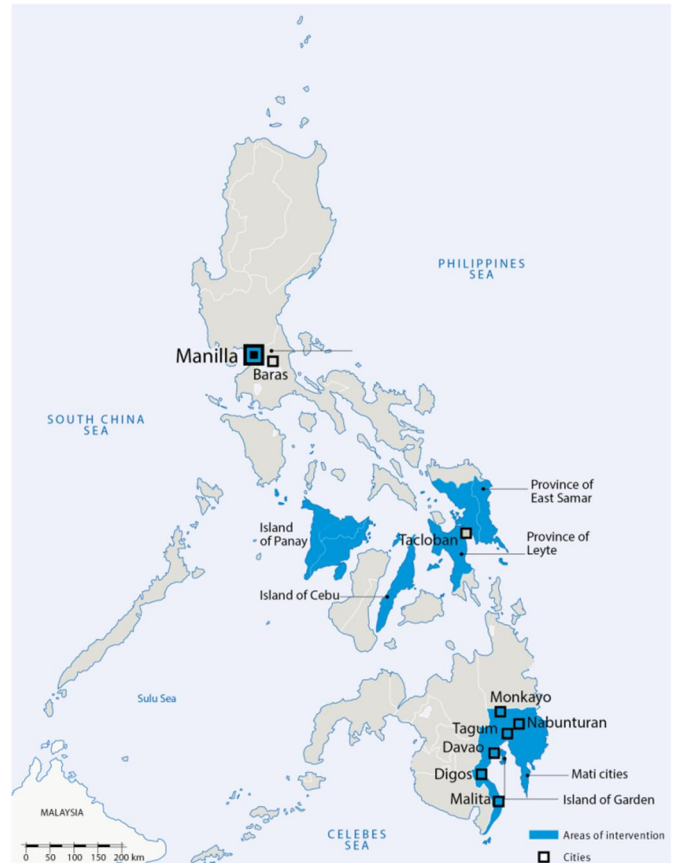 PHILIPPINES
SEA
Manilla
Baras
SOUTH CHINA
SEA
Province of
East Samar
Island
of Panay
Tacloban
Province of
Leyte
Island of Cebu
Sulu Sea
Monkayo
Nabunturan
Tagum
Davao
Digos
Mati cities
Malita
Island of Garden
MALAYSIA
CELEBES
SEA
Areas of intervention
0 50 100 150 200 km
Cities